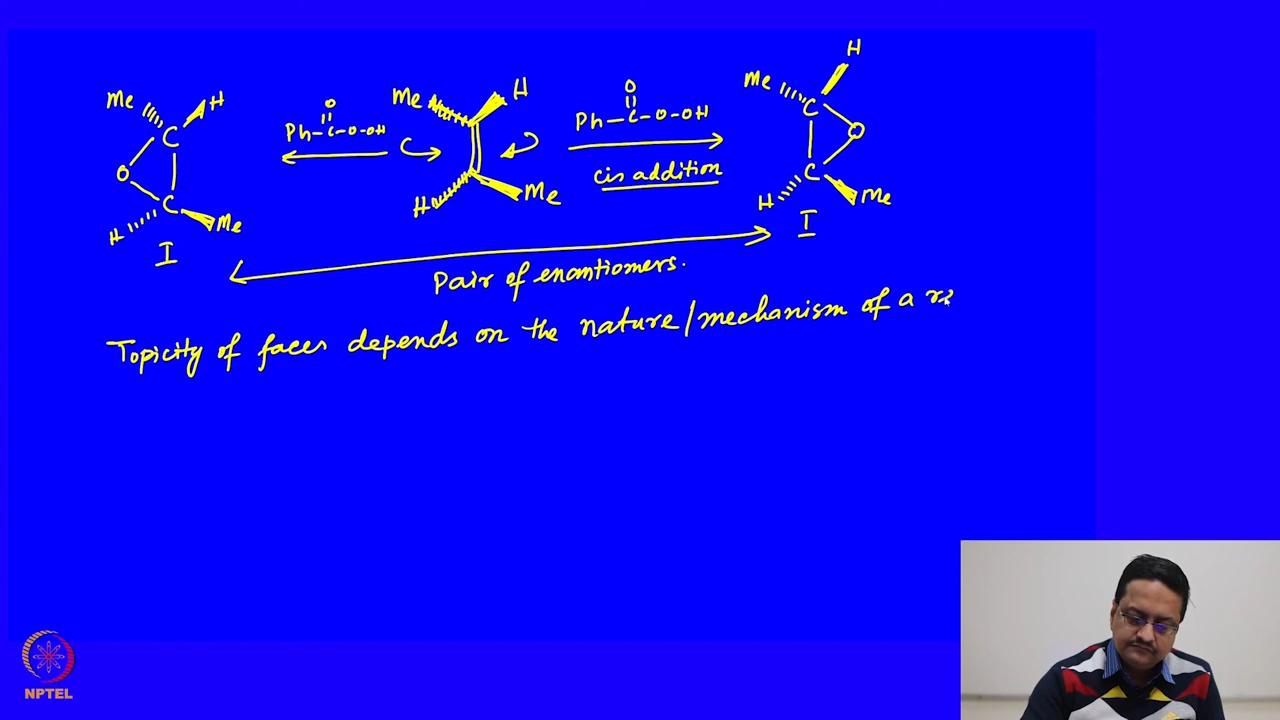 Me H C O C H Me I
Ph-C-O-OH O
Me H H Me
Ph-C-O-OH O
cis addition
Me H C O C H Me I
Pair of enantiomers.
Topicity of faces depends on the nature/mechanism of a
NPTEL